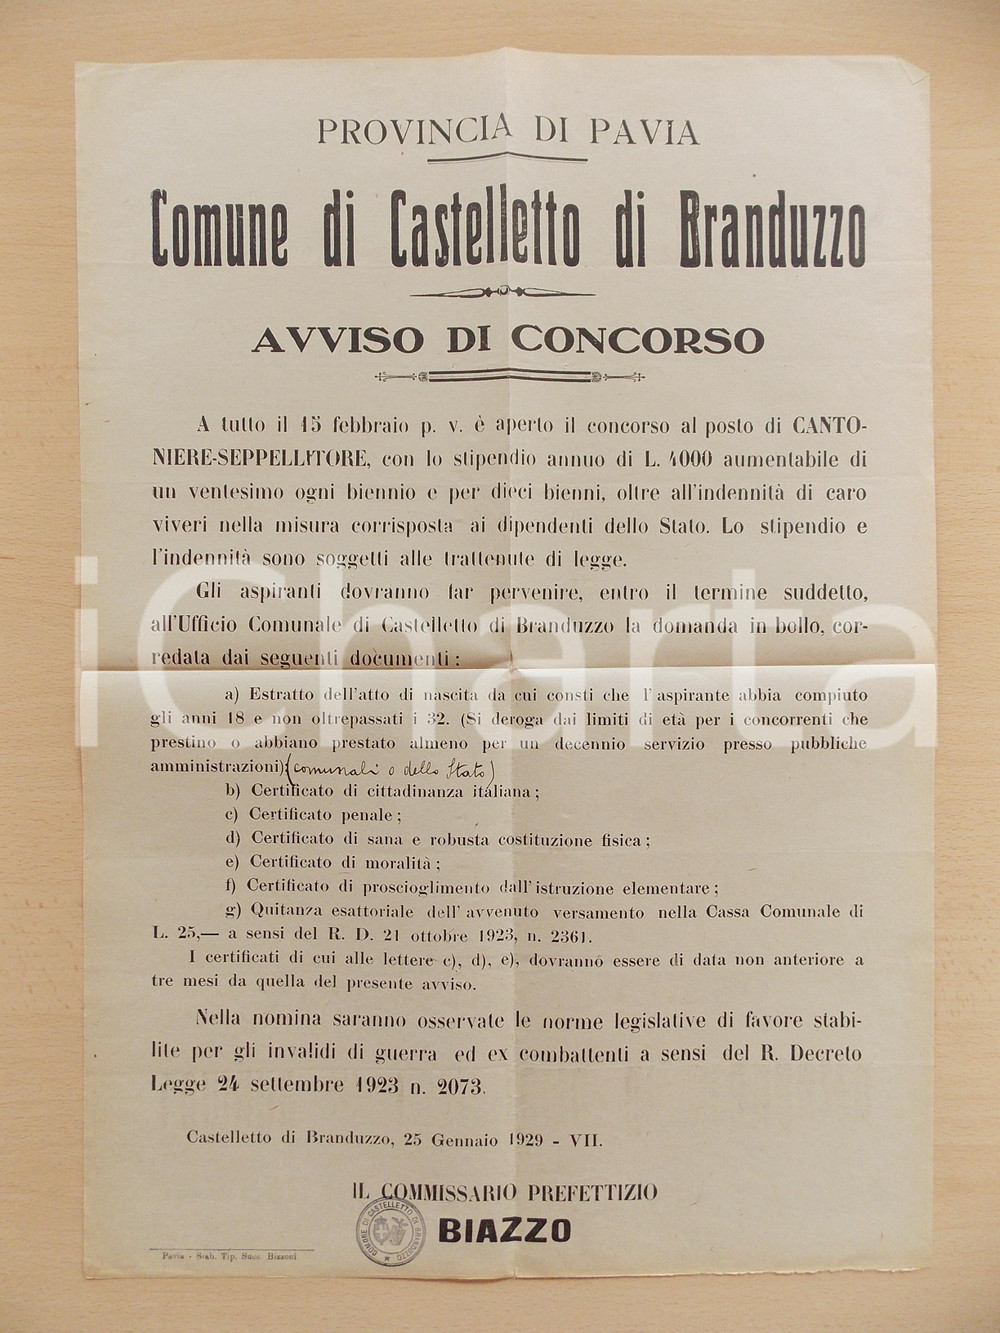 PROVINCIA DI PAVIA
Comune di Castelletto di Branduzzo
AVVISO DI CONCORSO
A tutto il 15 febbraio p. v. è aperto il concorso al posto di CANTO-
NIERE-SEPPELLITORE, con lo stipendio annuo di L. 4000 aumentabile di
un ventesimo ogni biennio e per dieci bienni, oltre all'indennità di caro
viveri nella misura corrisposta ai dipendenti dello Stato. Lo stipendio e
l'indennità sono soggetti alle trattenute di legge.
Gli aspiranti dovranno far pervenire, entro il termine suddetto,
all'Ufficio Comunale di Castelletto di Branduzzo la domanda in bollo, cor-
redata dai seguenti documenti :
iCharta
a) Estratto dell'atto di nascita da cui consti che l'aspirante abbia compiuto
gli anni 18 e non oltrepassati i 32. (Si deroga dai limiti di età per i concorrenti che
prestino o abbiano prestato almeno per un decennio servizio presso pubbliche
amministrazioni); (comunali o dello Stato)
b) Certificato di cittadinanza italiana ;
c) Certificato penale ;
d) Certificato di sana e robusta costituzione fisica ;
e) Certificato di moralità ;
f) Certificato di proscioglimento dall'istruzione elementare ;
g) Quitanza esattoriale dell'avvenuto versamento nella Cassa Comunale di
L. 25,— a sensi del R. D. 21 ottobre 1923, n. 2361.
I certificati di cui alle lettere c), d), e), dovranno essere di data non anteriore a
tre mesi da quella del presente avviso.
Nella nomina saranno osservate le norme legislative di favore stabi-
lite per gli invalidi di guerra ed ex combattenti a sensi del R. Decreto
Legge 24 settembre 1923 n. 2073.
Castelletto di Branduzzo, 25 Gennaio 1929 - VII.
IL COMMISSARIO PREFETTIZIO
BIAZZO
COMUNE DI CASTELLETTO DI BRANDUZZO
Pavia - Stab. Tip. Succ. Bizzoni